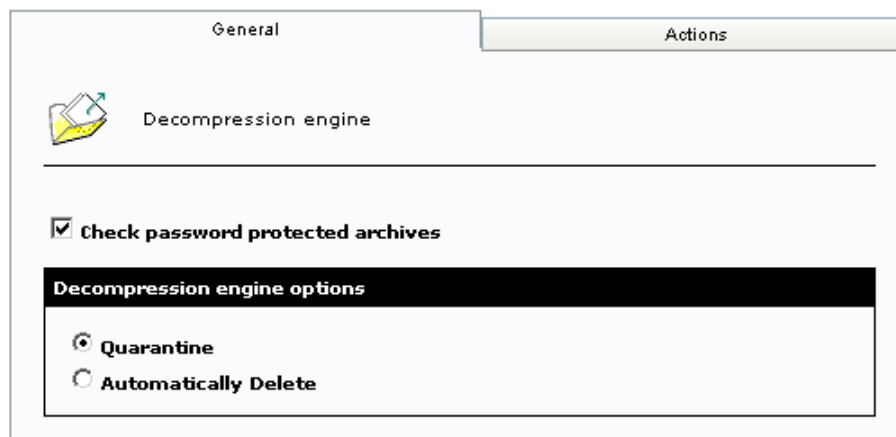 General
Actions
Decompression engine
Check password protected archives
Decompression engine options
Quarantine
Automatically Delete